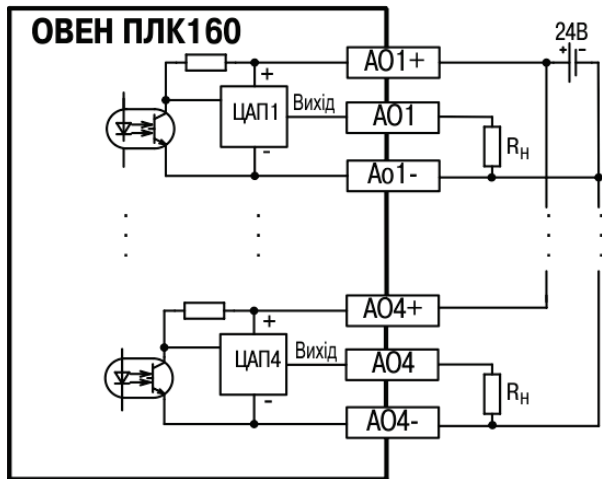 ОВЕН ПЛК160
24В
+ -
АО1+
+
ЦАП1
Вихід
АО1
-
RН
Ао1-
АО4+
+
ЦАП4
Вихід
АО4
-
RН
АО4-